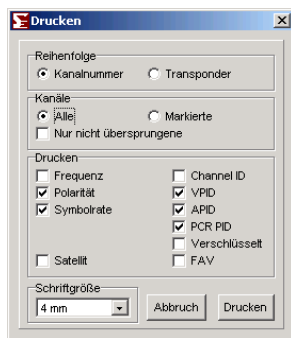 Drucken
Reihenfolge
Kanalnummer Transponder
Kanäle
Alle Markierte
Nur nicht übersprungene
Drucken
Frequenz Channel ID
Polarität VPID
Symbolrate APID
PCR PID
Verschlüsselt
Satellit FAV
Schriftgröße
4 mm Abbruch Drucken